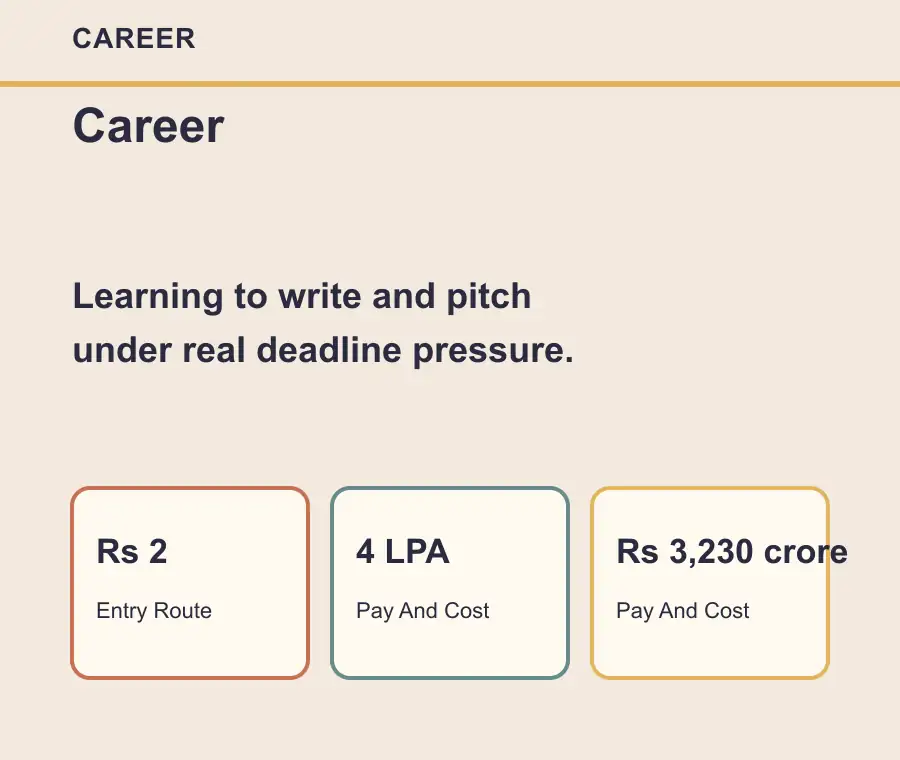 CAREER
Career
Learning to write and pitch
under real deadline pressure.
Rs 2
Entry Route
4 LPA
Pay And Cost
Rs 3,230 crore
Pay And Cost